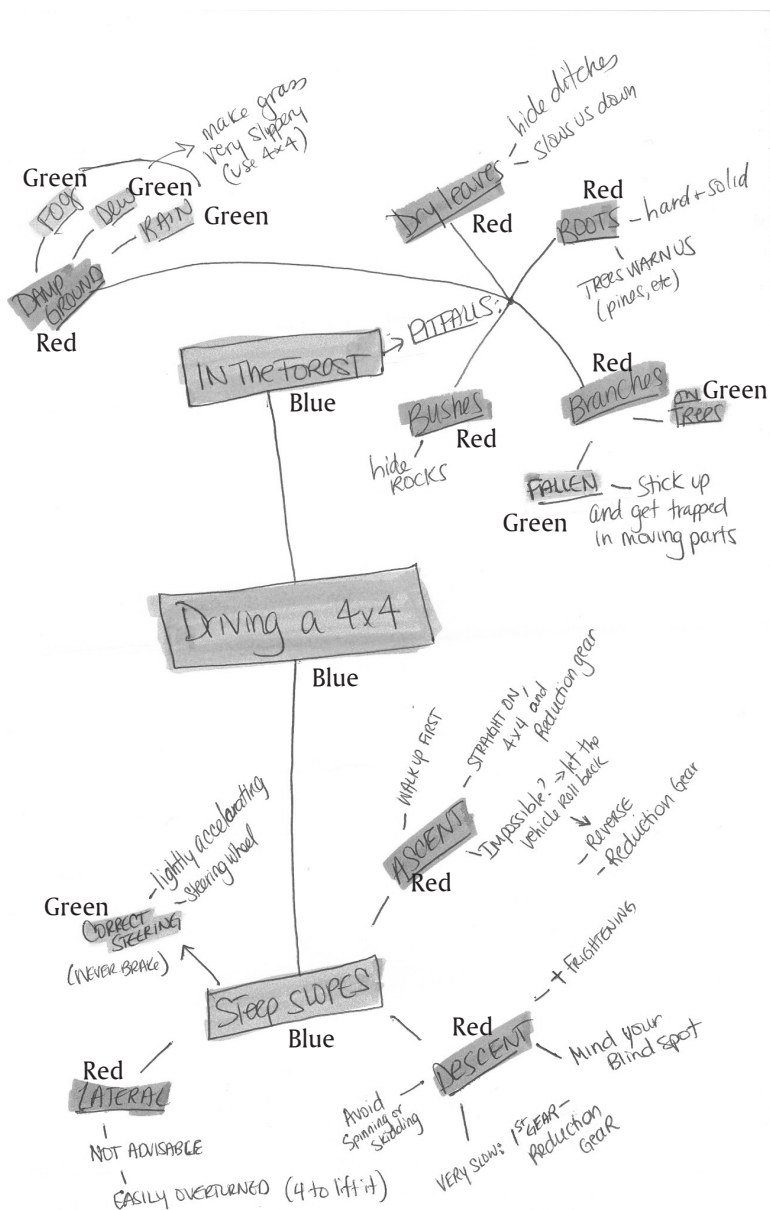 make grass
very slippery
(use 4x4)
Green
FOG
Green
Dew
Green
RAIN
DAMP
GROUND
Red
hide ditches
slows us down
Dry leaves
Red
Red
ROOTS
hard + solid
TREES WARN US
(pines, etc)
PITFALLS:
IN THE FOREST
Blue
Bushes
Red
hide
ROCKS
Red
Branches
ON
TREES
Green
FALLEN
Green
Stick up
and get trapped
in moving parts
Driving a 4x4
Blue
WALK UP FIRST
STRAIGHT ON,
4x4 and
Reduction gear
ASCENT
Red
Impossible? → let the
vehicle roll back
- REVERSE
- Reduction Gear
lightly accelerating
steering wheel
Green
CORRECT
STEERING
(NEVER BRAKE)
Steep SLOPES
Blue
Red
LATERAL
NOT ADVISABLE
EASILY OVERTURNED (4 to lift it)
Red
DESCENT
+ FRIGHTENING
Mind your
Blind Spot
Avoid
Spinning or
Skidding
VERY SLOW: 1ST GEAR –
Reduction
GEAR